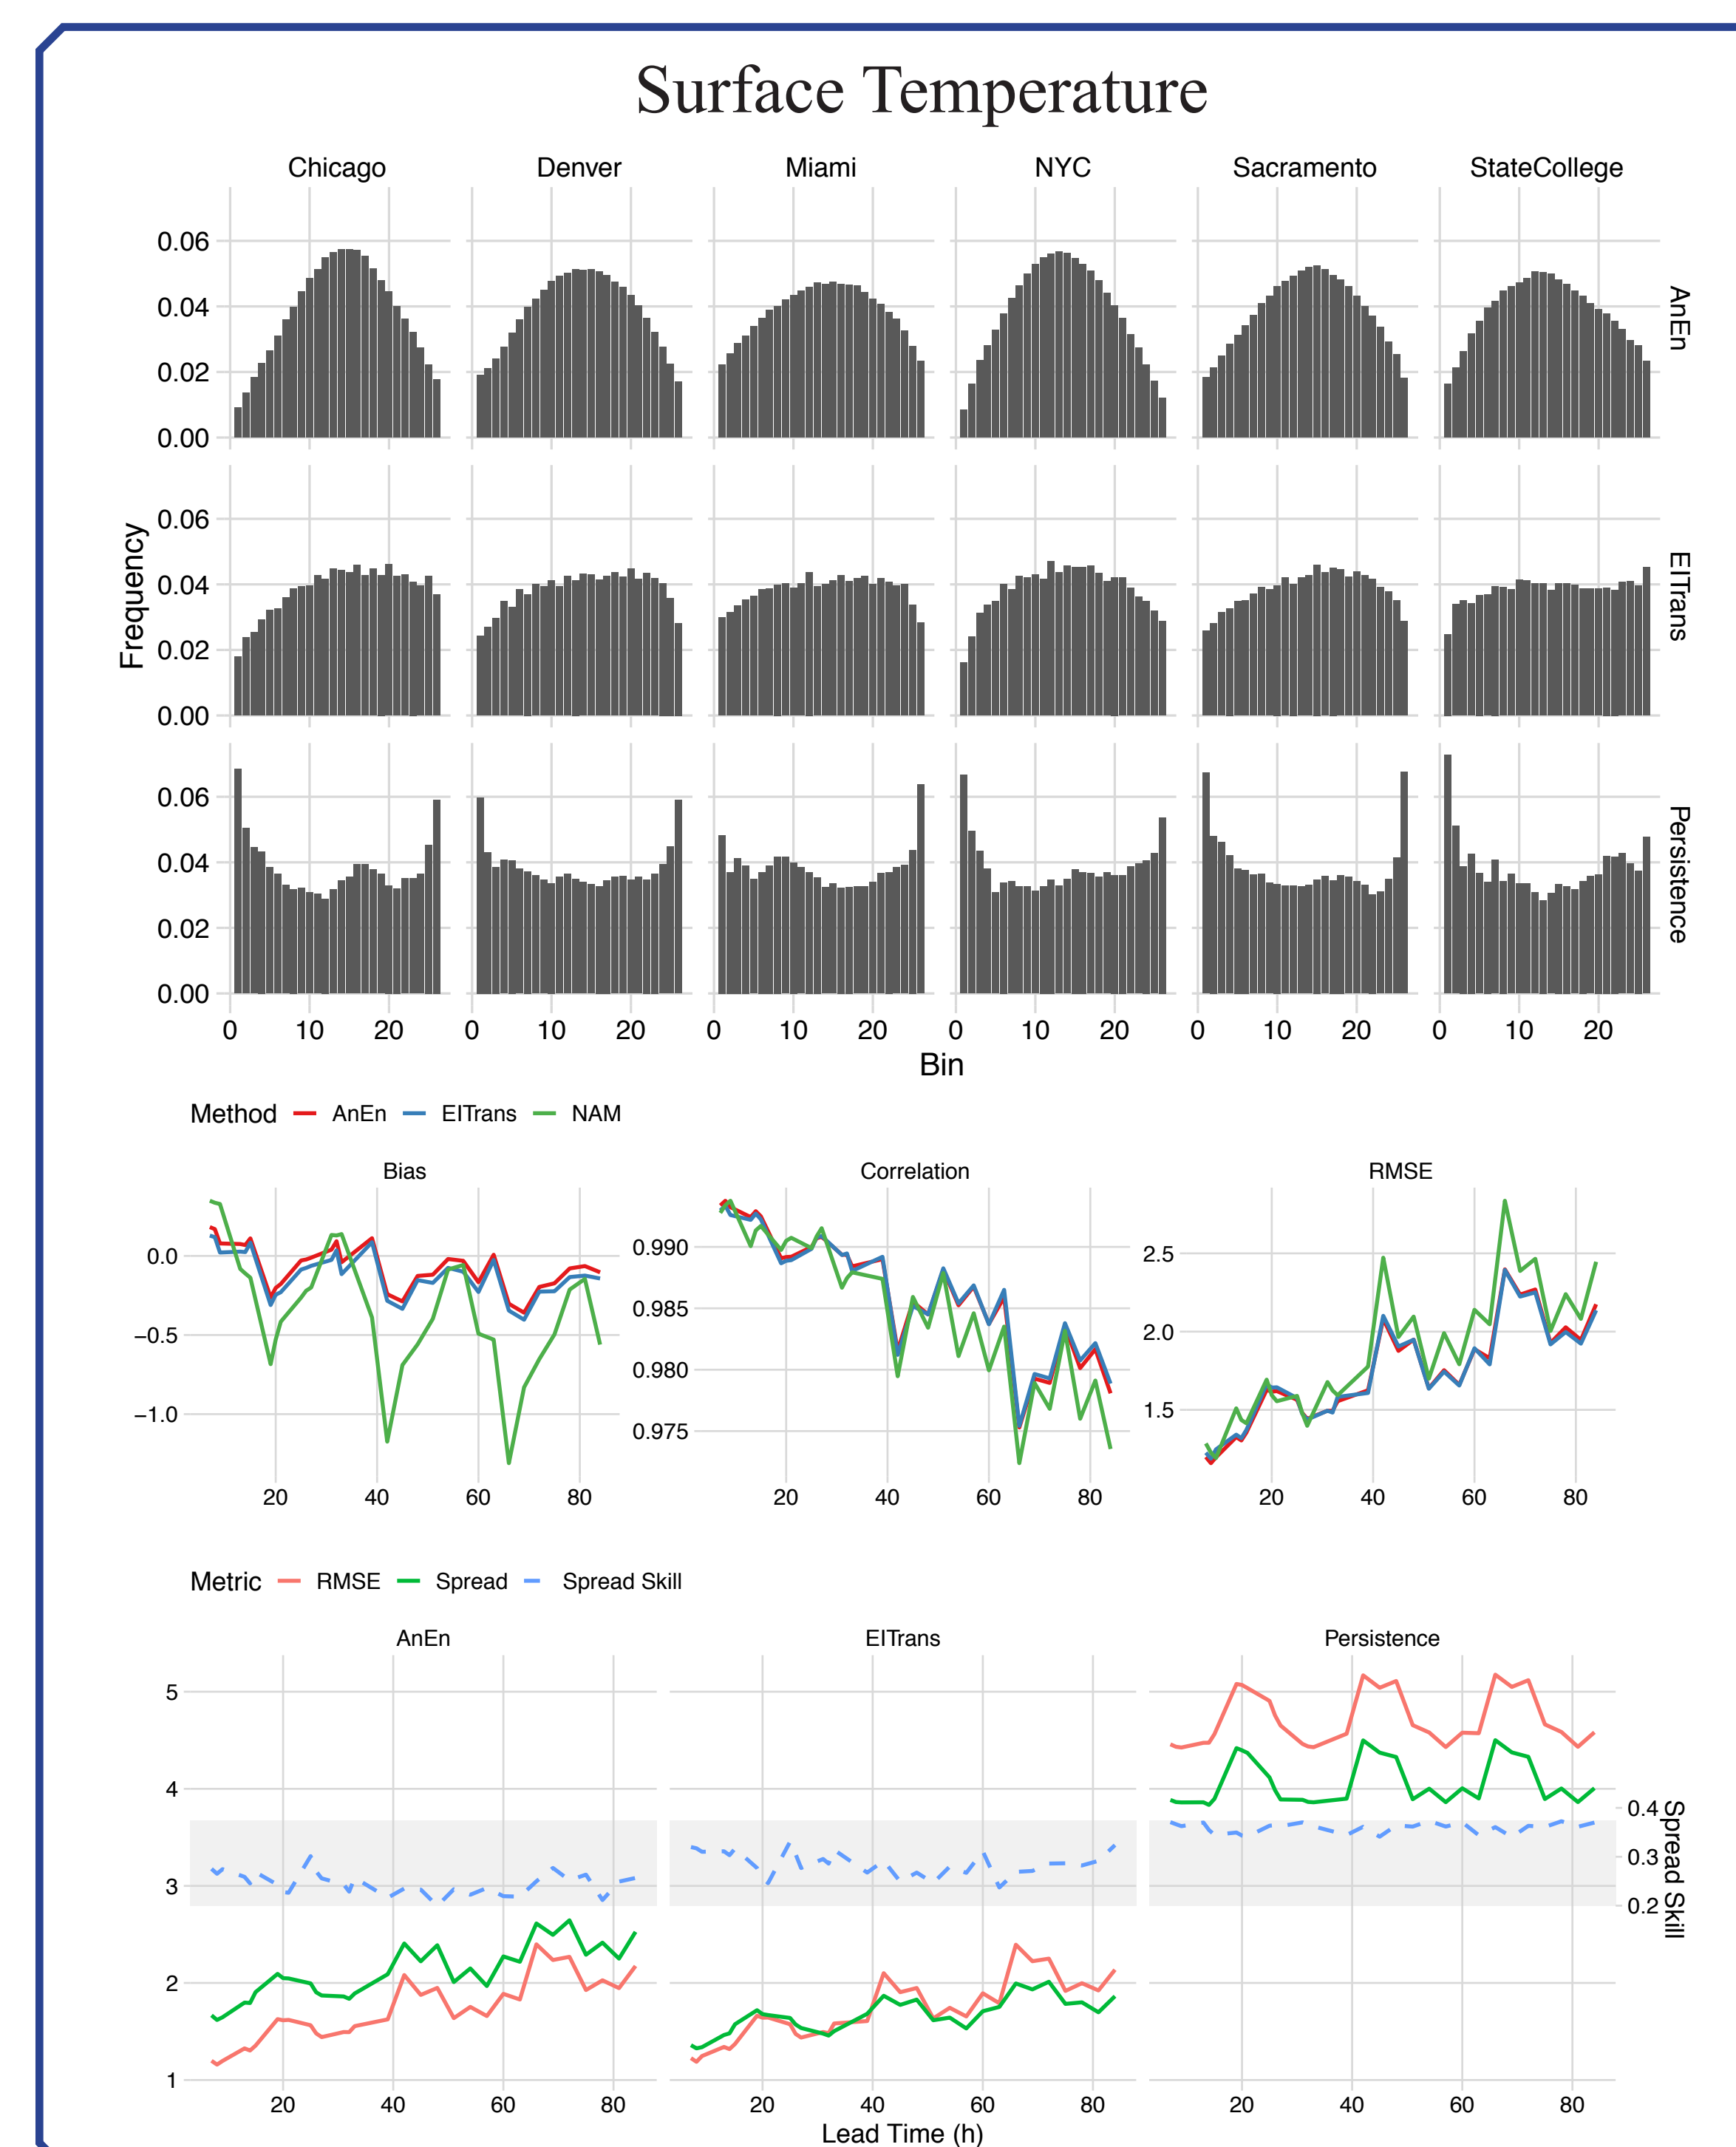 Surface Temperature
Chicago Denver Miami NYC Sacramento StateCollege
0.06
0.04
0.02
0.00
AnEn
0.06
0.04
0.02
0.00
EITrans
Frequency
0.06
0.04
0.02
0.00
Persistence
0 10 20 0 10 20 0 10 20 0 10 20 0 10 20 0 10 20
Bin
Method AnEn EITrans NAM
Bias Correlation RMSE
0.0
−0.5
−1.0
20 40 60 80
0.990
0.985
0.980
0.975
20 40 60 80
2.5
2.0
1.5
20 40 60 80
Metric RMSE Spread Spread Skill
AnEn EITrans Persistence
5
4
3
2
1
0.4
0.3
0.2
Spread Skill
20 40 60 80 20 40 60 80 20 40 60 80
Lead Time (h)